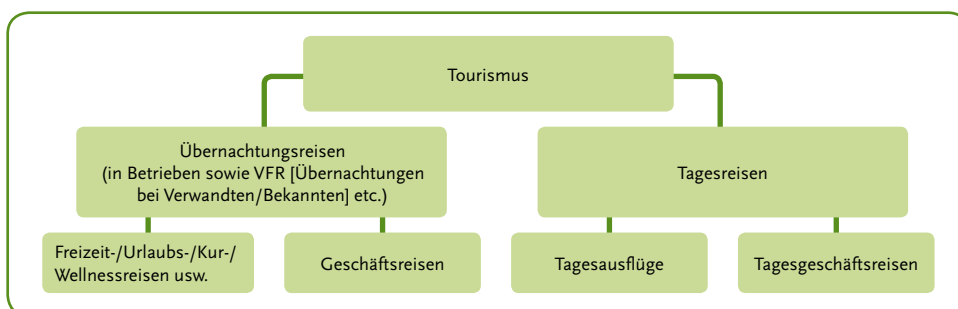 Tourismus
Übernachtungsreisen
(in Betrieben sowie VFR [Übernachtungen
bei Verwandten/Bekannten] etc.)
Tagesreisen
Freizeit-/Urlaubs-/Kur-/
Wellnessreisen usw.
Geschäftsreisen
Tagesausflüge
Tagesgeschäftsreisen